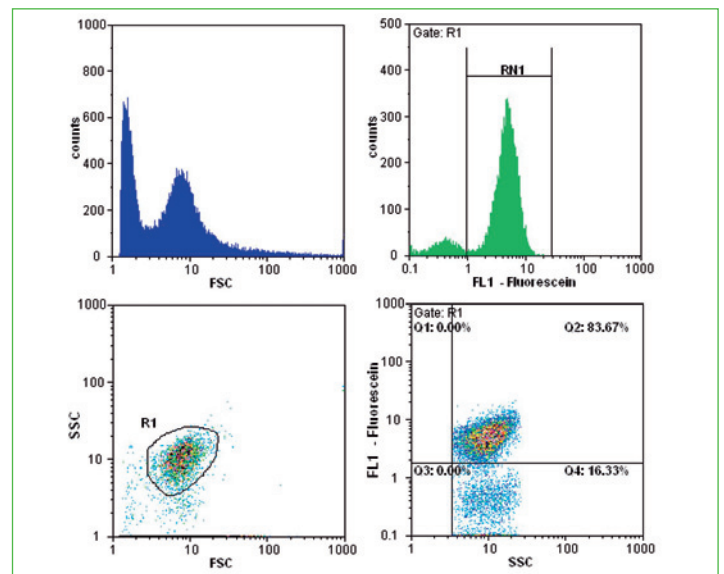 1000
800
600
400
200
0
counts
1 10 100 1000
FSC
Gate: R1
RN1
500
400
300
200
100
0
counts
0.1 1 10 100 1000
FL1 - Fluorescein
1000
100
10
1
SSC
R1
1 10 100 1000
FSC
Gate: R1
Q1: 0.00% Q2: 83.67%
Q3: 0.00% Q4: 16.33%
1000
100
10
1
0.1
FL1 - Fluorescein
1 10 100 1000
SSC